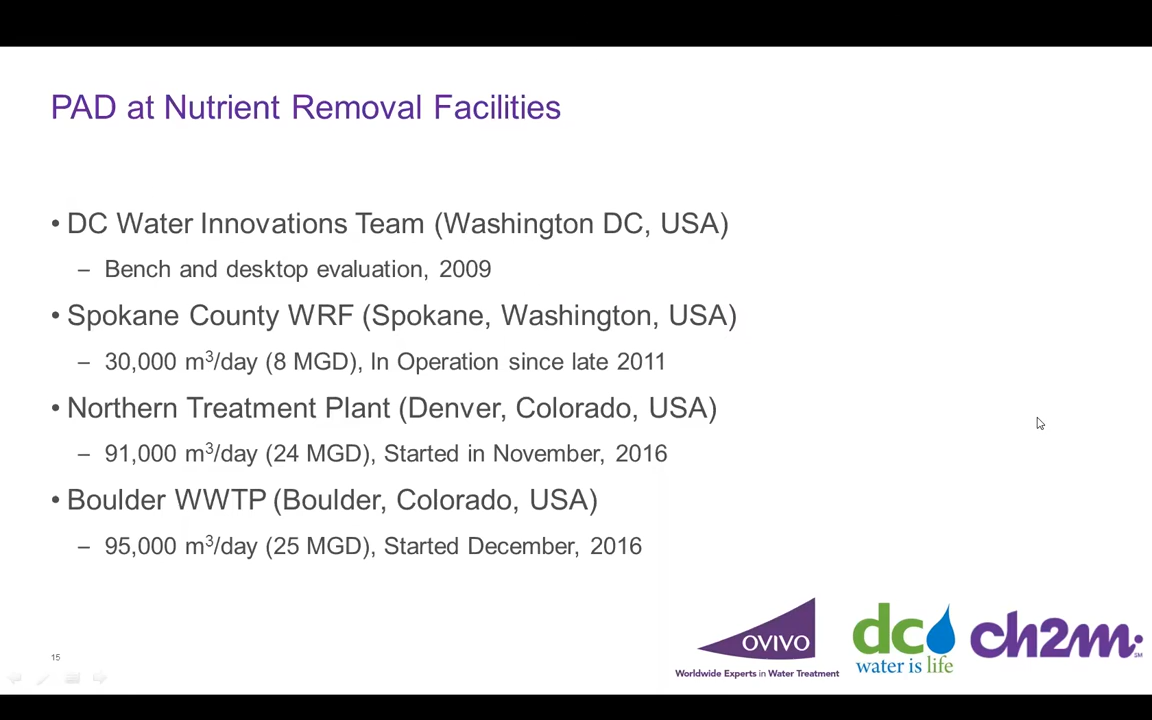 PAD at Nutrient Removal Facilities
• DC Water Innovations Team (Washington DC, USA)
– Bench and desktop evaluation, 2009
• Spokane County WRF (Spokane, Washington, USA)
– 30,000 m³/day (8 MGD), In Operation since late 2011
• Northern Treatment Plant (Denver, Colorado, USA)
– 91,000 m³/day (24 MGD), Started in November, 2016
• Boulder WWTP (Boulder, Colorado, USA)
– 95,000 m³/day (25 MGD), Started December, 2016
OVIVO
Worldwide Experts in Water Treatment
dc
water is life
ch2m:
SM
15